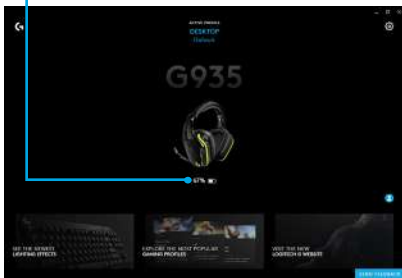 ACTIVE PROFILE
DESKTOP
Default
G935
67%
SEE THE NEWEST
LIGHTING EFFECTS
EXPLORE THE MOST POPULAR
GAMING PROFILES
VISIT THE NEW
LOGITECH G WEBSITE
SEND FEEDBACK